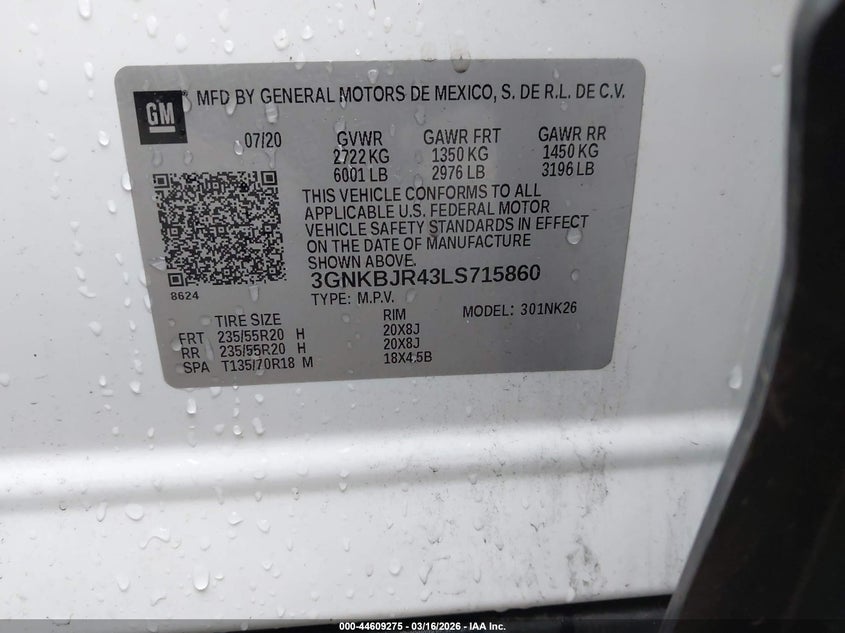 GM® MFD BY GENERAL MOTORS DE MEXICO, S. DE R.L. DE C.V.
07/20 GVWR GAWR FRT GAWR RR
2722 KG 1350 KG 1450 KG
6001 LB 2976 LB 3196 LB
THIS VEHICLE CONFORMS TO ALL
APPLICABLE U.S. FEDERAL MOTOR
VEHICLE SAFETY STANDARDS IN EFFECT
ON THE DATE OF MANUFACTURE
SHOWN ABOVE.
8624 3GNKBJR43LS715860
TYPE: M.P.V. MODEL: 301NK26
TIRE SIZE RIM
FRT 235/55R20 H 20X8J
RR 235/55R20 H 20X8J
SPA T135/70R18 M 18X4.5B
000-44609275 - 03/16/2026 - IAA Inc.